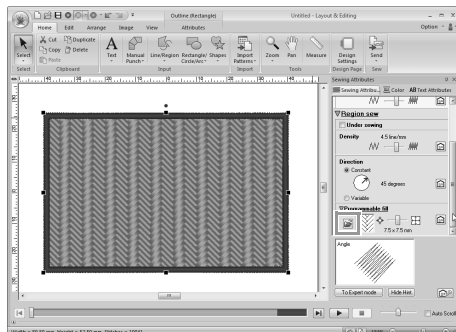 Outline (Rectangle)
Untitled - Layout & Editing
Home Edit Arrange Image View Attributes
Option
Select
Cut
Duplicate
Copy
Delete
Paste
Text
Manual Punch
Line/Region
Rectangle/ Circle/Arc
Shapes
Import Patterns
Zoom
Pan
Measure
Design Settings
Send
Select
Clipboard
Input
Import
Tools
Design Page
Sewing Attributes
Sewing Attribu..
Color
AB Text Attributes
Region sew
Under sewing
Density
4.5 line/mm
Direction
Constant
45 degrees
Variable
Programmable fill
7.5 x 7.5 mm
Angle
To Expert mode
Hide Hint
Auto Scroll